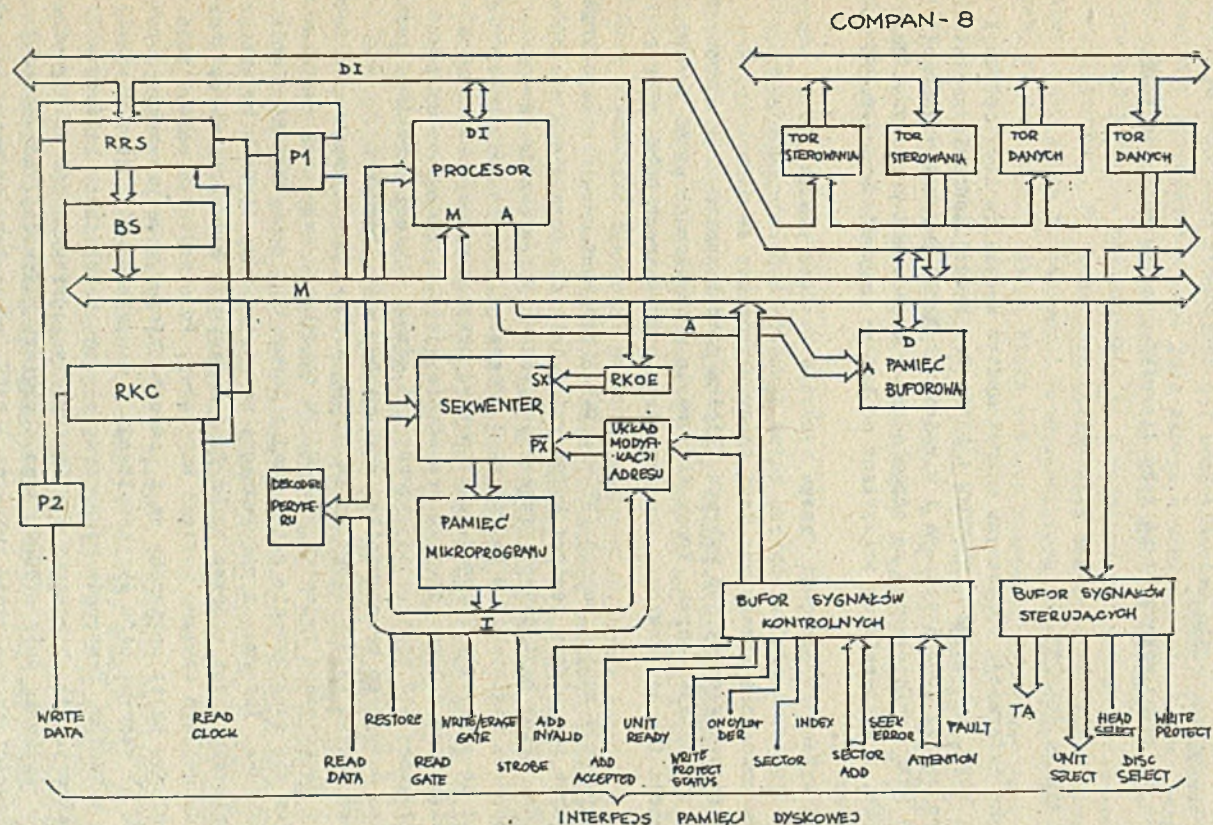 COMPAN-8
DI
RRS
P1
DI
PROCESOR
M A
TOR
STEROWANIA
TOR
STEROWANIA
TOR
DANYCH
TOR
DANYCH
BS
M
A
RKC
SEKWENTER
SX
PX
RKOE
UKŁAD
MODYFI-
KACJI
ADRESU
D
A PAMIĘĆ
BUFOROWA
P2
DEKODER
PERYFE-
RU
PAMIĘĆ
MIKROPROGRAMU
I
BUFOR SYGNAŁÓW
KONTROLNYCH
BUFOR SYGNAŁÓW
STERUJĄCYCH
WRITE
DATA
READ
CLOCK
READ
DATA
RESTORE
READ
GATE
WRITE/ERAGE
GATE
STROBE
ADD
INVALID
ADD
ACCEPTED
UNIT
READY
WRITE
PROTECT
STATUS
ON CYLIN
DER
SECTOR
INDEX
SECTOR
ADD
SEEK
ERROR
ATTENTION
FAULT
TA
UNIT
SELECT
HEAD
SELECT
DISC
SELECT
WRITE
PROTECT
INTERFEJS PAMIĘCI DYSKOWEJ